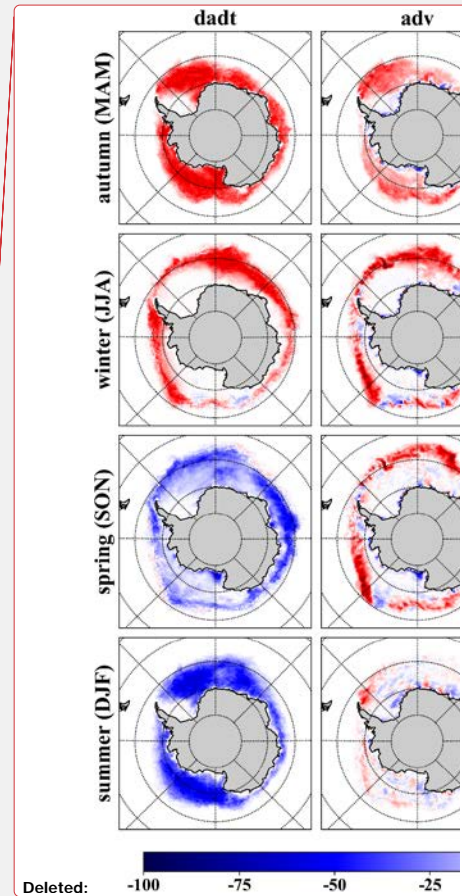 dadt adv
autumn (MAM)
winter (JJA)
spring (SON)
summer (DJF)
Deleted: -100 -75 -50 -25